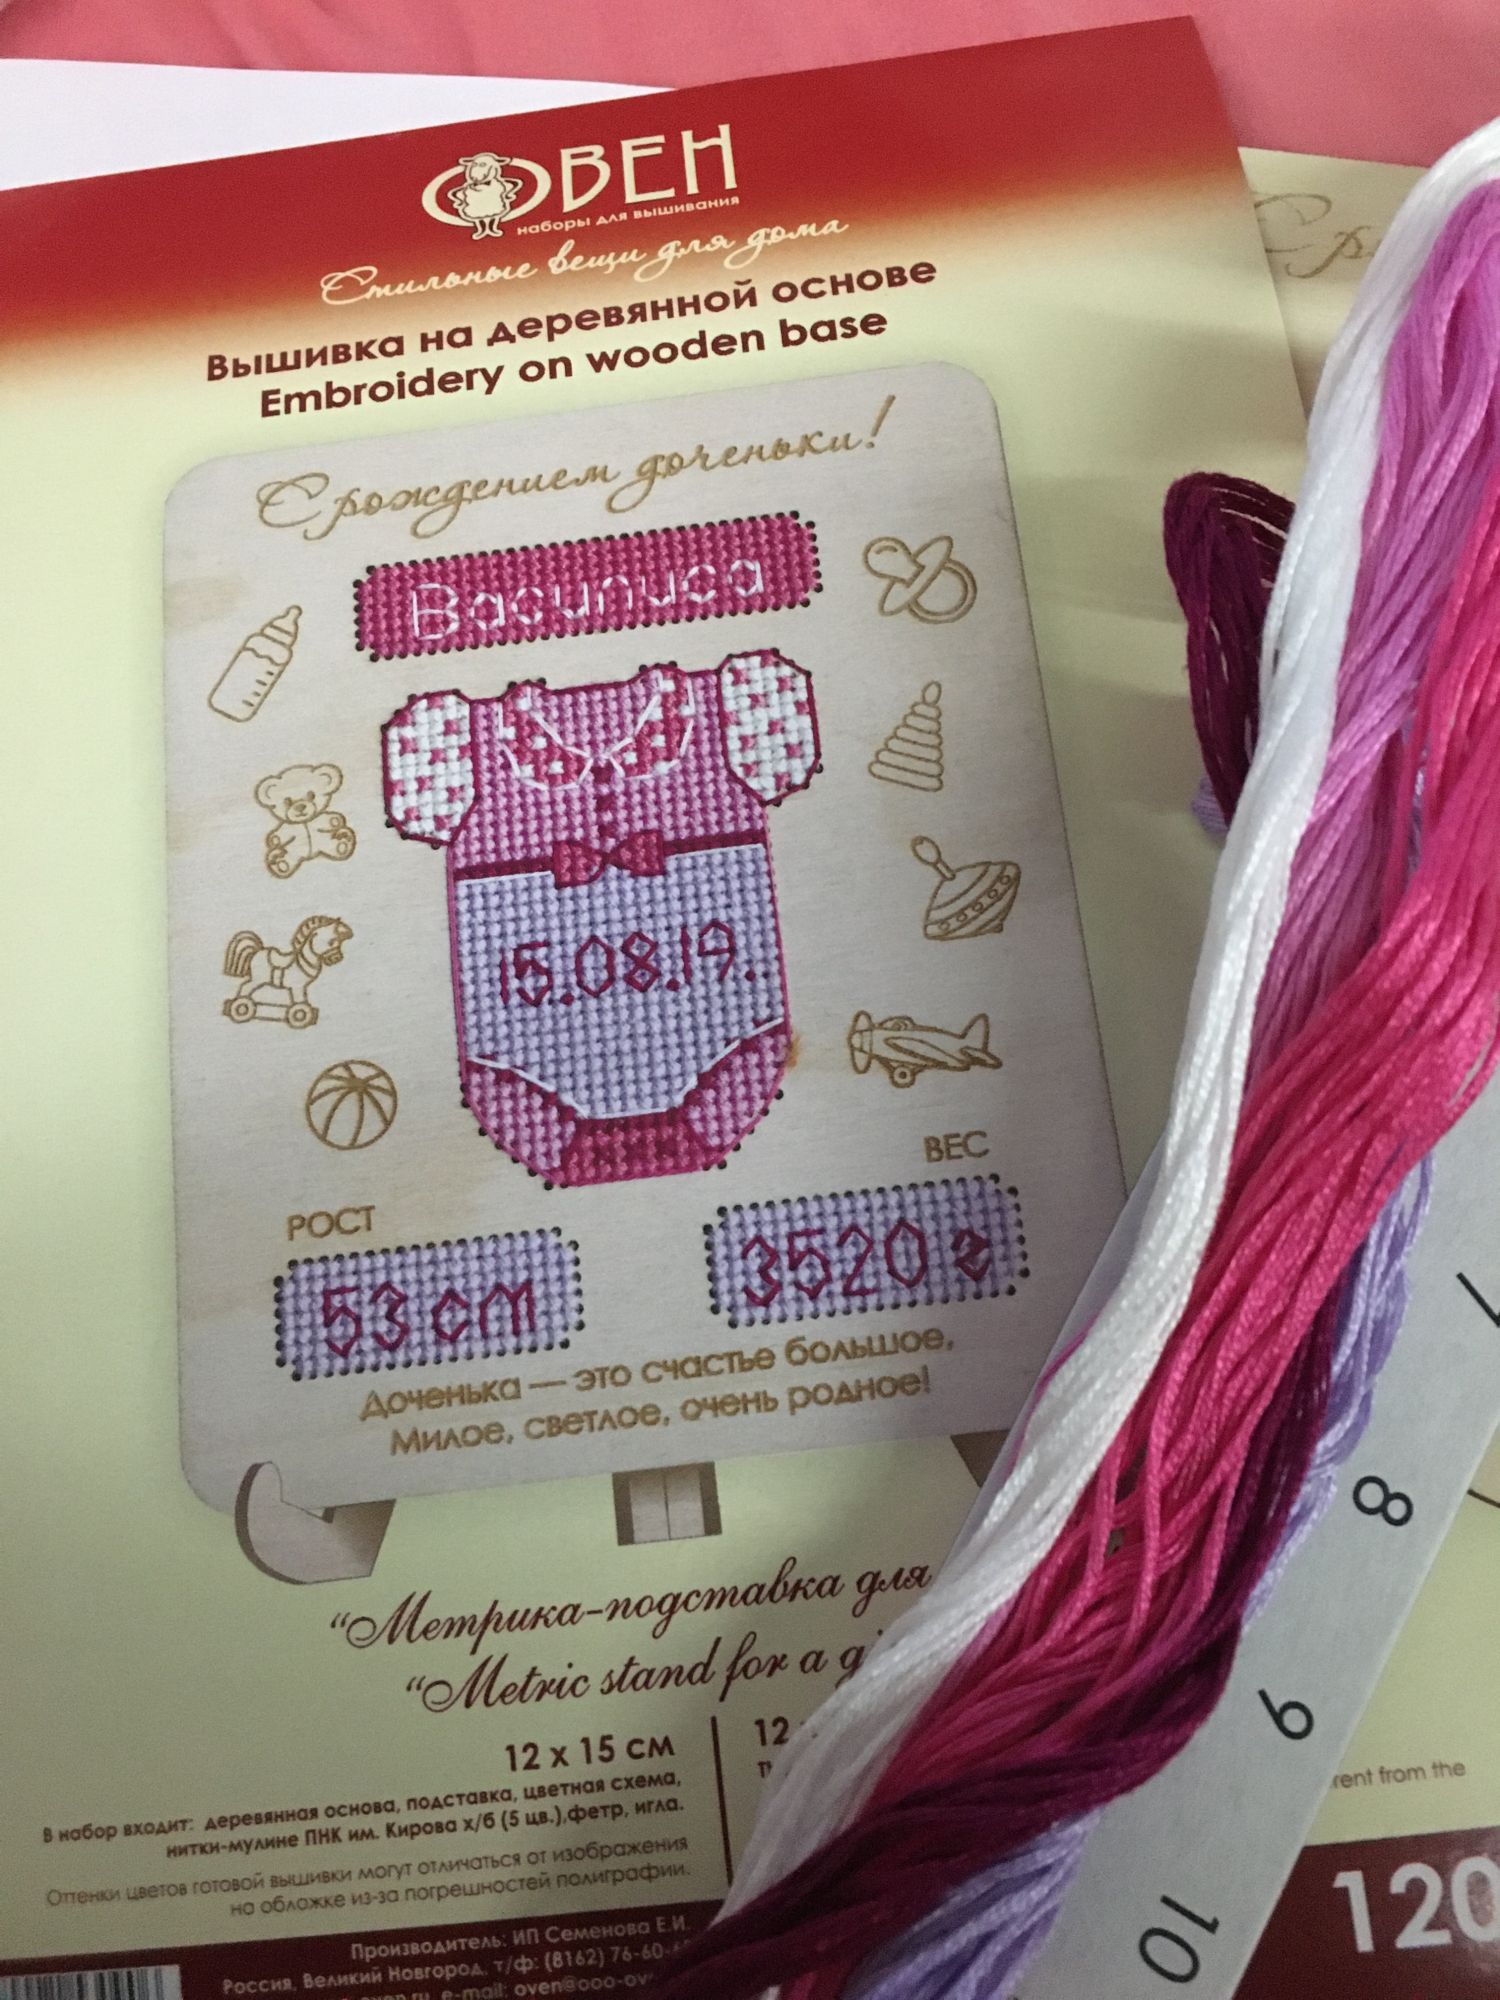 ОВЕН
наборы для вышивания
Стильные вещи для дома
Вышивка на деревянной основе
Embroidery on wooden base
С рождением доченьки!
Василиса
15.08.19.
РОСТ
ВЕС
53 cm
3520 г
Доченька — это счастье большое,
Милое, светлое, очень родное!
"Метрика-подставка для
"Metric stand for a
12 х 15 см
12
В набор входит: деревянная основа, подставка, цветная схема,
нитки-мулине ПНК им. Кирова х/б (5 цв.),фетр, игла.
Оттенки цветов готовой вышивки могут отличаться от изображения
на обложке из-за погрешностей полиграфии.
Производитель: ИП Семенова Е.И.
Россия, Великий Новгород, т/ф: (8162) 76-60-
e-mail: oven@ooo-ov
from the
120
8
9
10